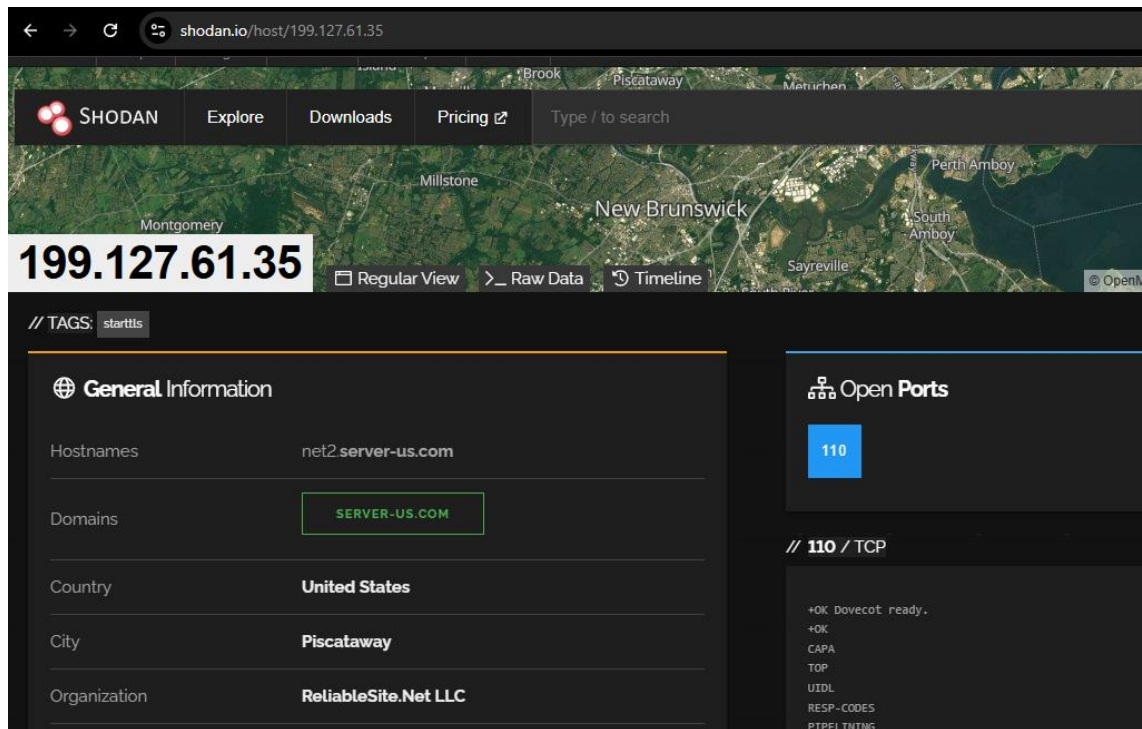 shodan.io/host/199.127.61.35
Brook
Piscataway
Metuchen
SHODAN Explore Downloads Pricing Type / to search
Perth Amboy
Millstone
New Brunswick
South
Amboy
Montgomery
Sayreville
199.127.61.35
Regular View >_ Raw Data Timeline
// TAGS: starttls
General Information
Hostnames net2.server-us.com
Domains SERVER-US.COM
Country United States
City Piscataway
Organization ReliableSite.Net LLC
Open Ports
110
// 110 / TCP
+OK Dovecot ready.
+OK
CAPA
TOP
UIDL
RESP-CODES
PIPELINING